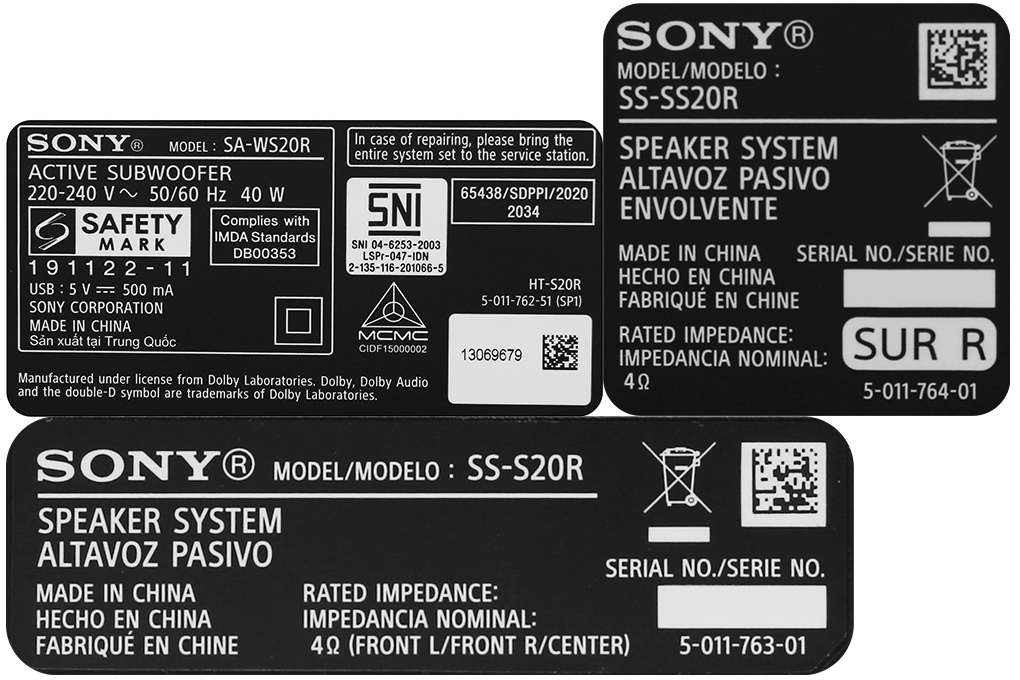 SONY® MODEL : SA-WS20R
ACTIVE SUBWOOFER
220-240 V ~ 50/60 Hz 40 W
SAFETY
MARK
191122-11
Complies with
IMDA Standards
DB00353
USB : 5 V ⎓ 500 mA
SONY CORPORATION
MADE IN CHINA
Sản xuất tại Trung Quốc
In case of repairing, please bring the
entire system set to the service station.
SNI
SNI 04-6253-2003
LSPr-047-IDN
2-135-116-201066-5
65438/SDPPI/2020
2034
MCMC
CIDF15000002
HT-S20R
5-011-762-51 (SP1)
13069679
Manufactured under license from Dolby Laboratories. Dolby, Dolby Audio
and the double-D symbol are trademarks of Dolby Laboratories.
SONY®
MODEL/MODELO :
SS-SS20R
SPEAKER SYSTEM
ALTAVOZ PASIVO
ENVOLVENTE
MADE IN CHINA
HECHO EN CHINA
FABRIQUÉ EN CHINE
SERIAL NO./SERIE NO.
RATED IMPEDANCE:
IMPEDANCIA NOMINAL:
4Ω
SUR R
5-011-764-01
SONY® MODEL/MODELO : SS-S20R
SPEAKER SYSTEM
ALTAVOZ PASIVO
MADE IN CHINA
HECHO EN CHINA
FABRIQUÉ EN CHINE
RATED IMPEDANCE:
IMPEDANCIA NOMINAL:
4Ω (FRONT L/FRONT R/CENTER)
SERIAL NO./SERIE NO.
5-011-763-01